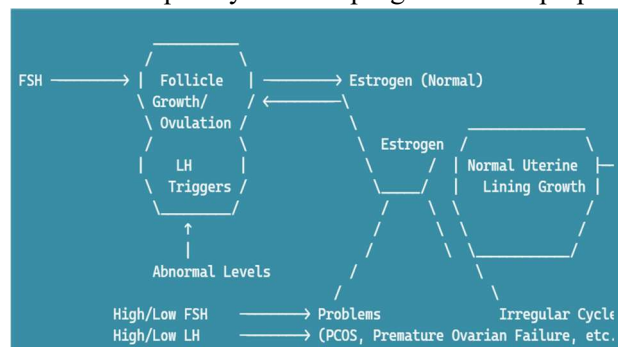 FSH Follicle Estrogen (Normal)
Growth/
Ovulation
Estrogen
LH Normal Uterine
Triggers Lining Growth
Abnormal Levels
High/Low FSH Problems Irregular Cycle
High/Low LH (PCOS, Premature Ovarian Failure, etc.